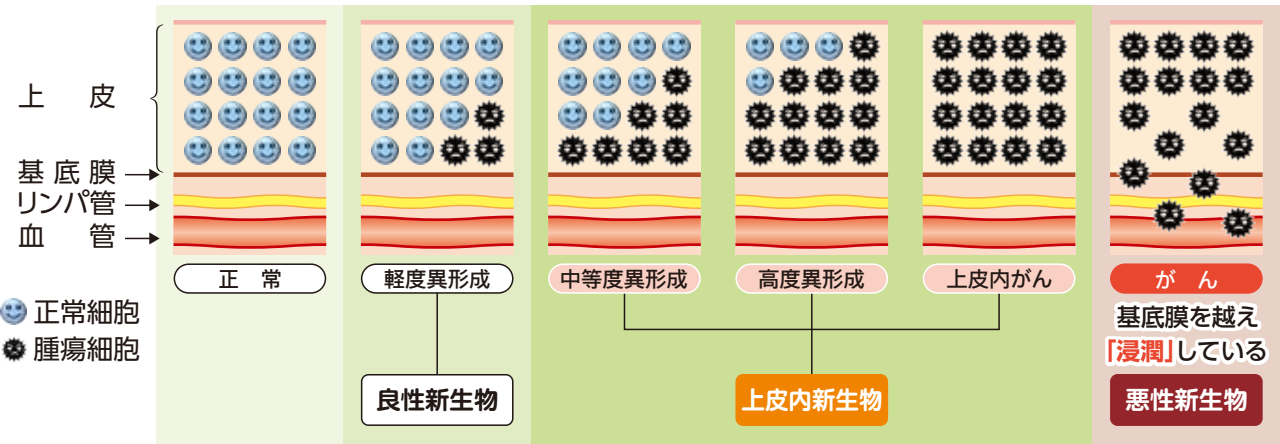 上皮
基底膜
リンパ管
血管
正常
軽度異形成
中等度異形成
高度異形成
上皮内がん
がん
正常細胞
腫瘍細胞
基底膜を越え
「浸潤」している
良性新生物
上皮内新生物
悪性新生物